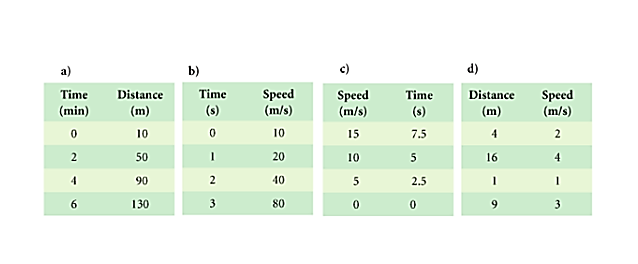 a)
Time Distance
(min) (m)
0 10
2 50
4 90
6 130
b)
Time Speed
(s) (m/s)
0 10
1 20
2 40
3 80
c)
Speed Time
(m/s) (s)
15 7.5
10 5
5 2.5
0 0
d)
Distance Speed
(m) (m/s)
4 2
16 4
1 1
9 3